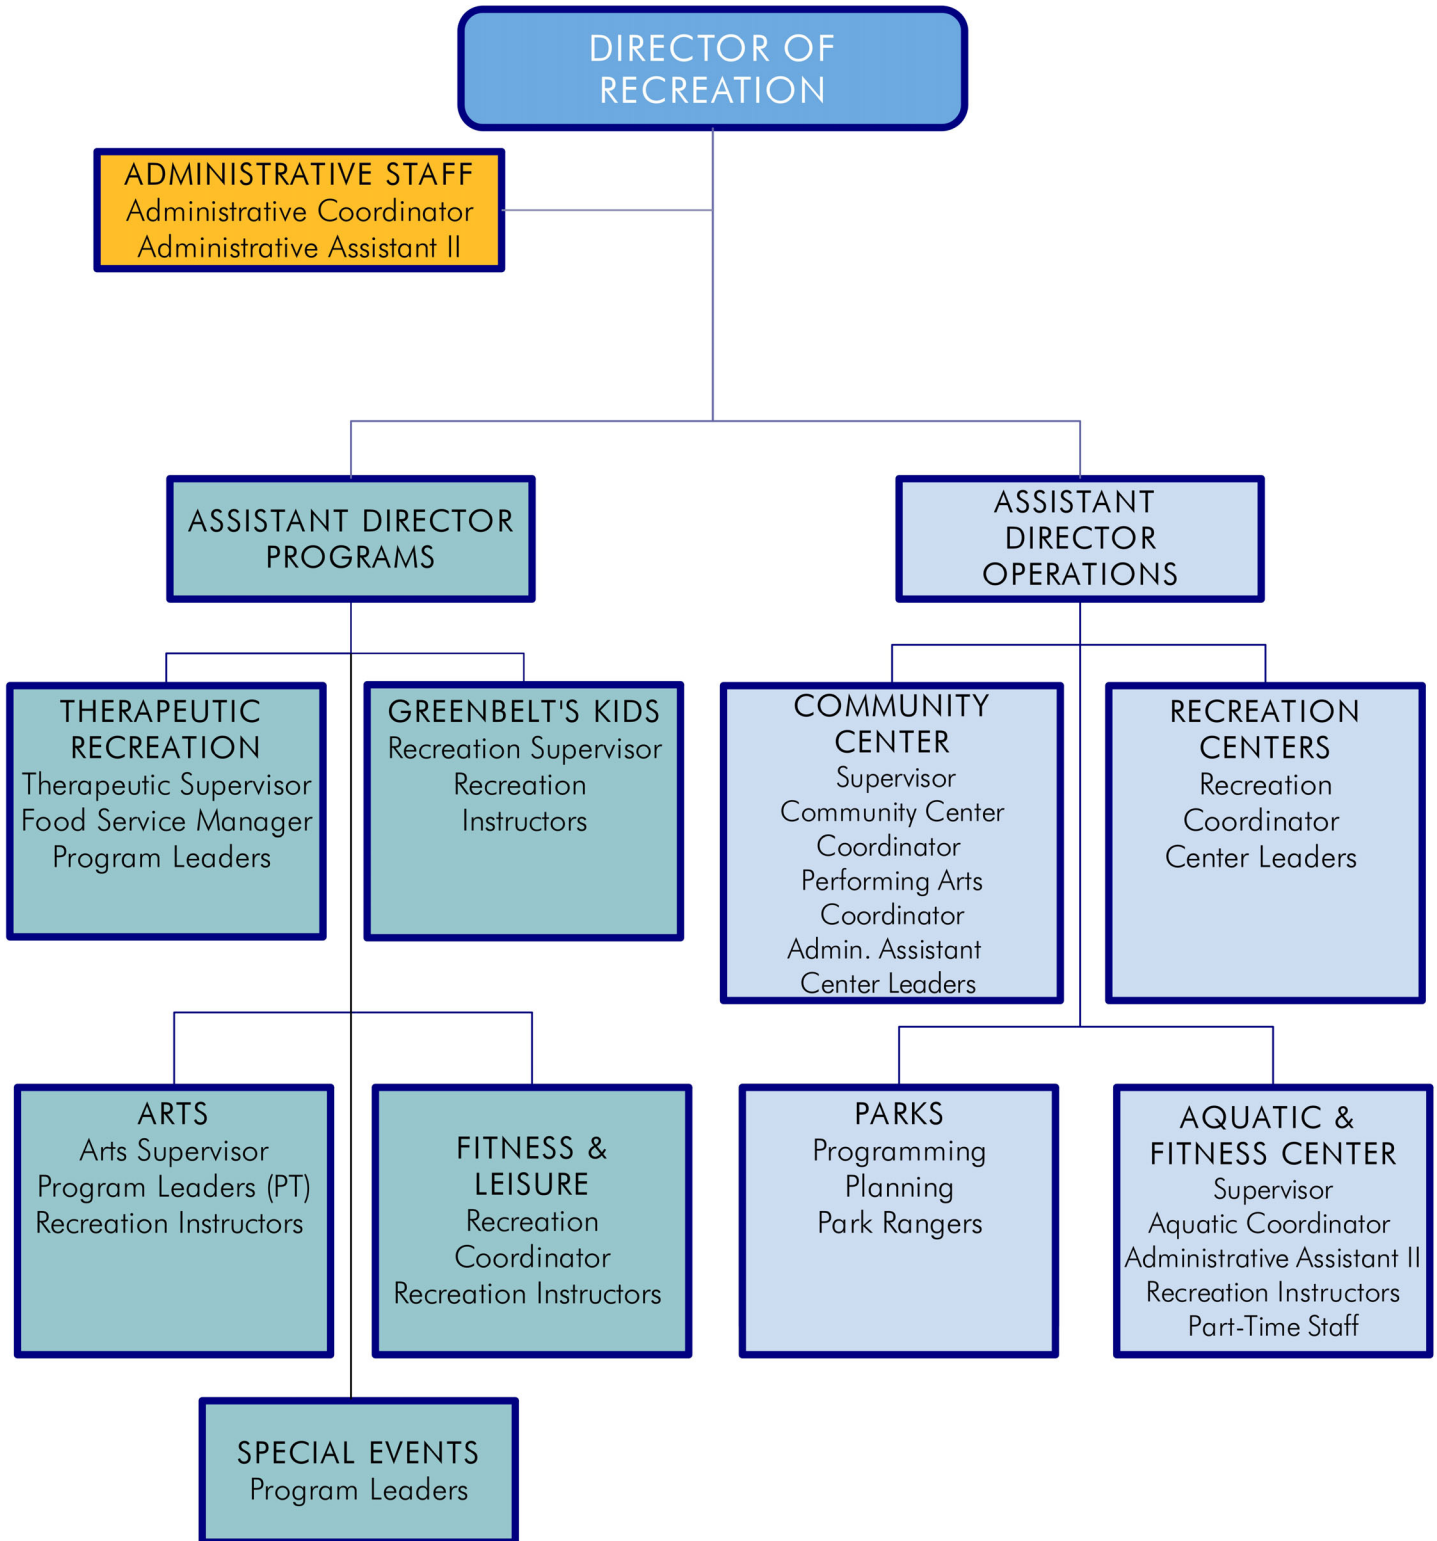 DIRECTOR OF
RECREATION
ADMINISTRATIVE STAFF
Administrative Coordinator
Administrative Assistant II
ASSISTANT DIRECTOR
PROGRAMS
ASSISTANT
DIRECTOR
OPERATIONS
THERAPEUTIC
RECREATION
Therapeutic Supervisor
Food Service Manager
Program Leaders
GREENBELT'S KIDS
Recreation Supervisor
Recreation
Instructors
COMMUNITY
CENTER
Supervisor
Community Center
Coordinator
Performing Arts
Coordinator
Admin. Assistant
Center Leaders
RECREATION
CENTERS
Recreation
Coordinator
Center Leaders
ARTS
Arts Supervisor
Program Leaders (PT)
Recreation Instructors
FITNESS &
LEISURE
Recreation
Coordinator
Recreation Instructors
PARKS
Programming
Planning
Park Rangers
AQUATIC &
FITNESS CENTER
Supervisor
Aquatic Coordinator
Administrative Assistant II
Recreation Instructors
Part-Time Staff
SPECIAL EVENTS
Program Leaders